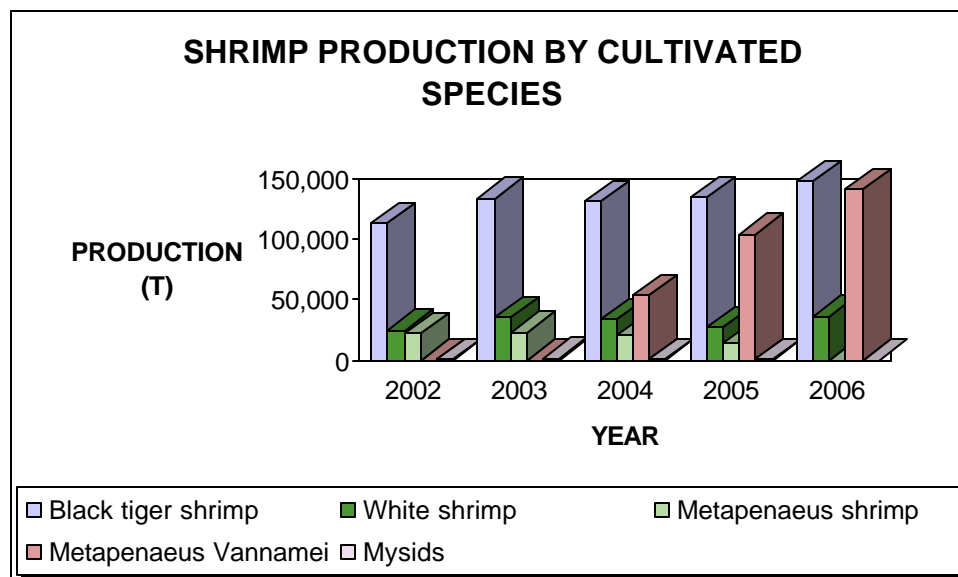 SHRIMP PRODUCTION BY CULTIVATED
SPECIES
150,000
100,000
50,000
0
PRODUCTION
(T)
2002 2003 2004 2005 2006
YEAR
Black tiger shrimp White shrimp Metapenaeus shrimp
Metapenaeus Vannamei Mysids